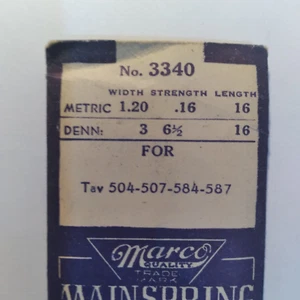 No. 3340
WIDTH STRENGTH LENGTH
METRIC 1.20 .16 16
DENN: 3 6½ 16
FOR
Tav 504-507-584-587
Marco
QUALITY
TRADE
MARK
MAINSPRING